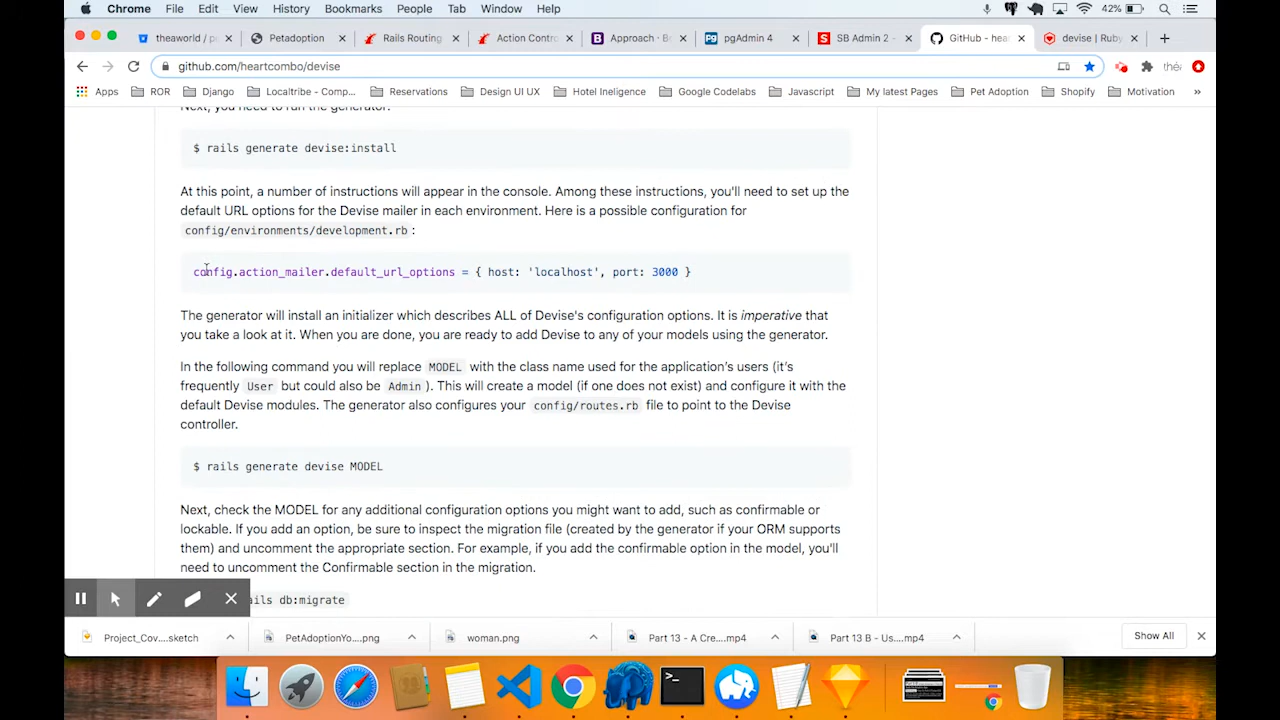 Chrome File Edit View History Bookmarks People Tab Window Help 42%
theaworld / p Petadoption Rails Routing Action Contro Approach · Bo pgAdmin 4 SB Admin 2 - GitHub - hear devise | Ruby
github.com/heartcombo/devise
Apps ROR Django Localtribe - Comp... Reservations Design UI UX Hotel Inteligence Google Codelabs Javascript My latest Pages Pet Adoption Shopify Motivation »
Next, you need to run the generator:
$ rails generate devise:install
At this point, a number of instructions will appear in the console. Among these instructions, you'll need to set up the
default URL options for the Devise mailer in each environment. Here is a possible configuration for
config/environments/development.rb :
config.action_mailer.default_url_options = { host: 'localhost', port: 3000 }
The generator will install an initializer which describes ALL of Devise's configuration options. It is imperative that
you take a look at it. When you are done, you are ready to add Devise to any of your models using the generator.
In the following command you will replace MODEL with the class name used for the application’s users (it’s
frequently User but could also be Admin ). This will create a model (if one does not exist) and configure it with the
default Devise modules. The generator also configures your config/routes.rb file to point to the Devise
controller.
$ rails generate devise MODEL
Next, check the MODEL for any additional configuration options you might want to add, such as confirmable or
lockable. If you add an option, be sure to inspect the migration file (created by the generator if your ORM supports
them) and uncomment the appropriate section. For example, if you add the confirmable option in the model, you'll
need to uncomment the Confirmable section in the migration.
ails db:migrate
Project_Cov....sketch PetAdoptionYo....png woman.png Part 13 - A Cre....mp4 Part 13 B - Us....mp4 Show All